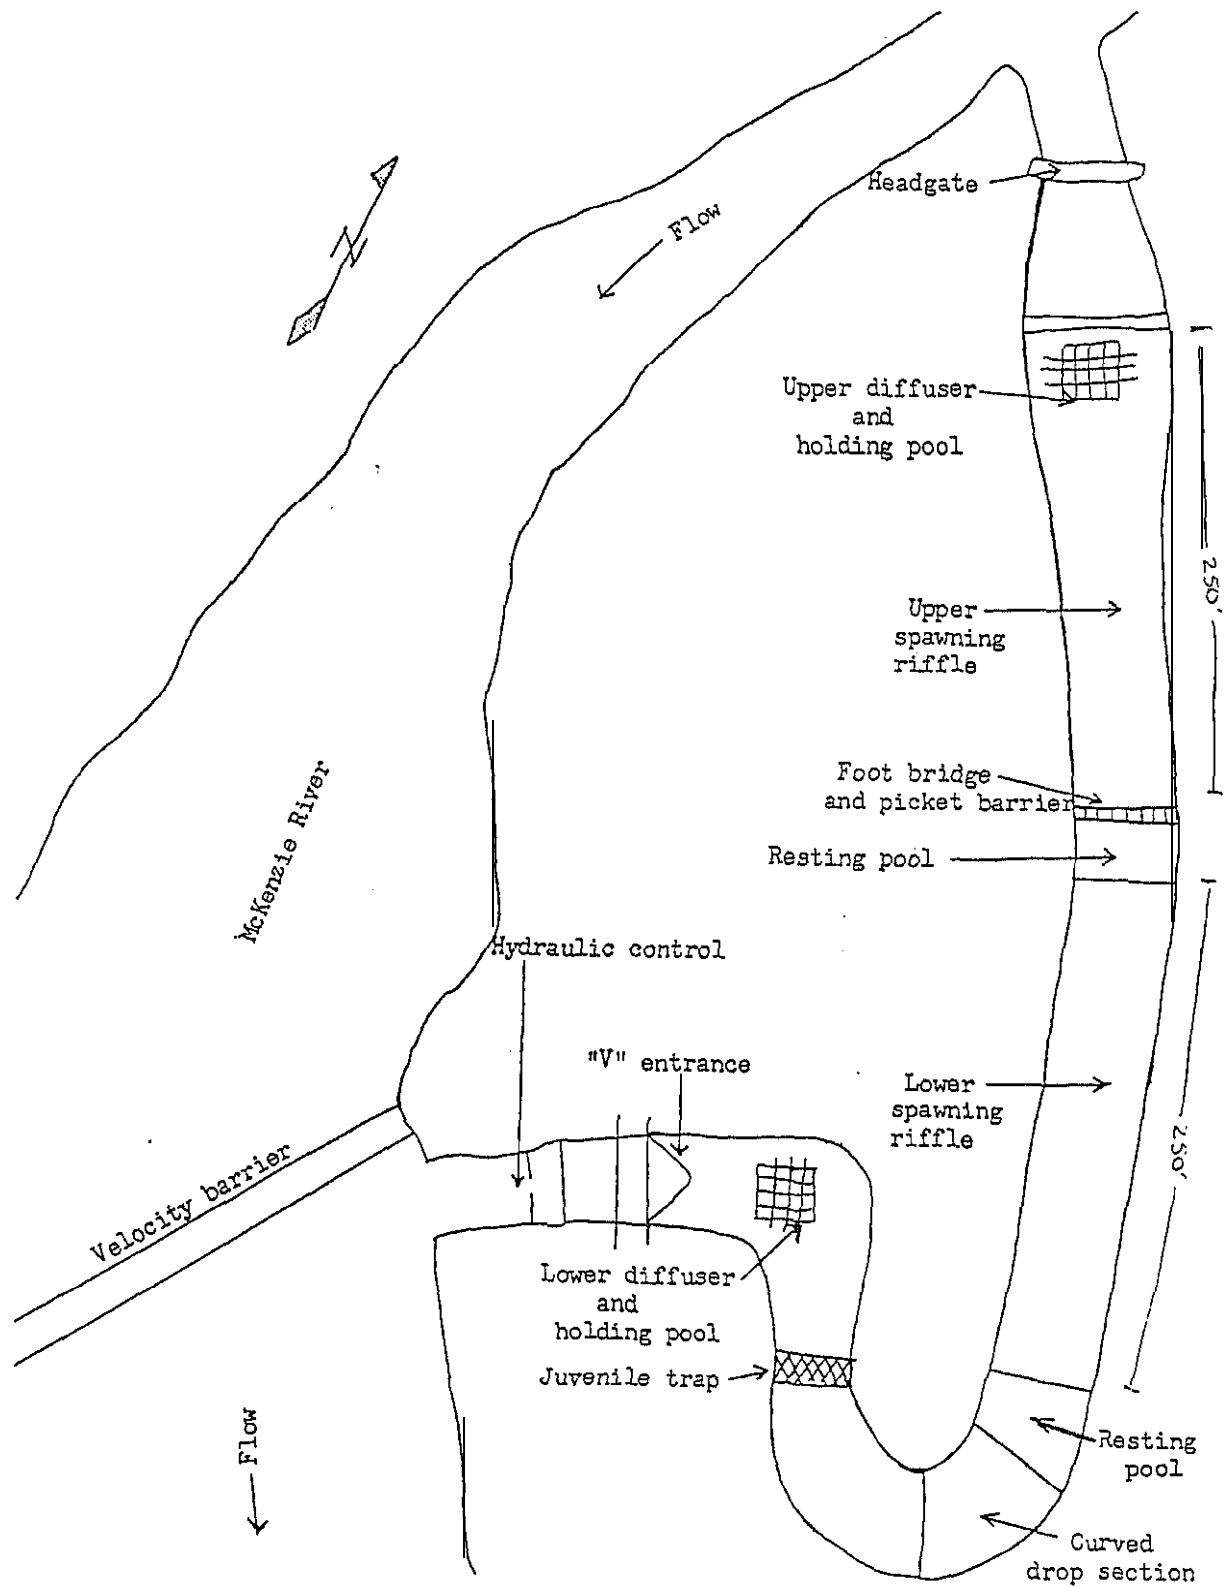 Headgate
Flow
N
Upper diffuser
and
holding pool
250'
Upper
spawning
riffle
Foot bridge
and picket barrier
Resting pool
McKenzie River
Hydraulic control
"V" entrance
Lower
spawning
riffle
250'
Velocity barrier
Lower diffuser
and
holding pool
Juvenile trap
Flow
Resting
pool
Curved
drop section